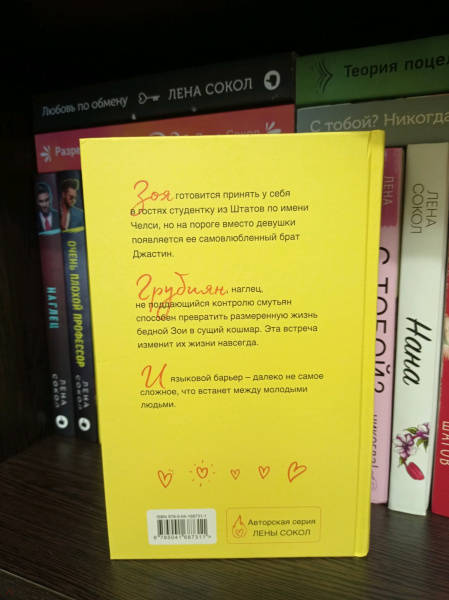 Любовь по обмену ЛЕНА СОКОЛ
Теория
С тобой? Никогда
Зоя готовится принять у себя
в гостях студентку из Штатов по имени
Челси, но на пороге вместо девушки
появляется ее самовлюбленный брат
Джастин.
Грубиян, наглец,
не поддающийся контролю смутьян
способен превратить размеренную жизнь
бедной Зои в сущий кошмар. Эта встреча
изменит их жизни навсегда.
И языковой барьер – далеко не самое
сложное, что встанет между молодыми
людьми.
Авторская серия
ЛЕНЫ СОКОЛ
НАГЛЕЦ
ЛЕНА
СОКОЛ
ОЧЕНЬ ПЛОХОЙ ПРОФЕССОР
ЛЕНА
СОКОЛ
ЛЕНА
С ТОБОЙ?
ЛЕНА
СОКОЛ
Нана